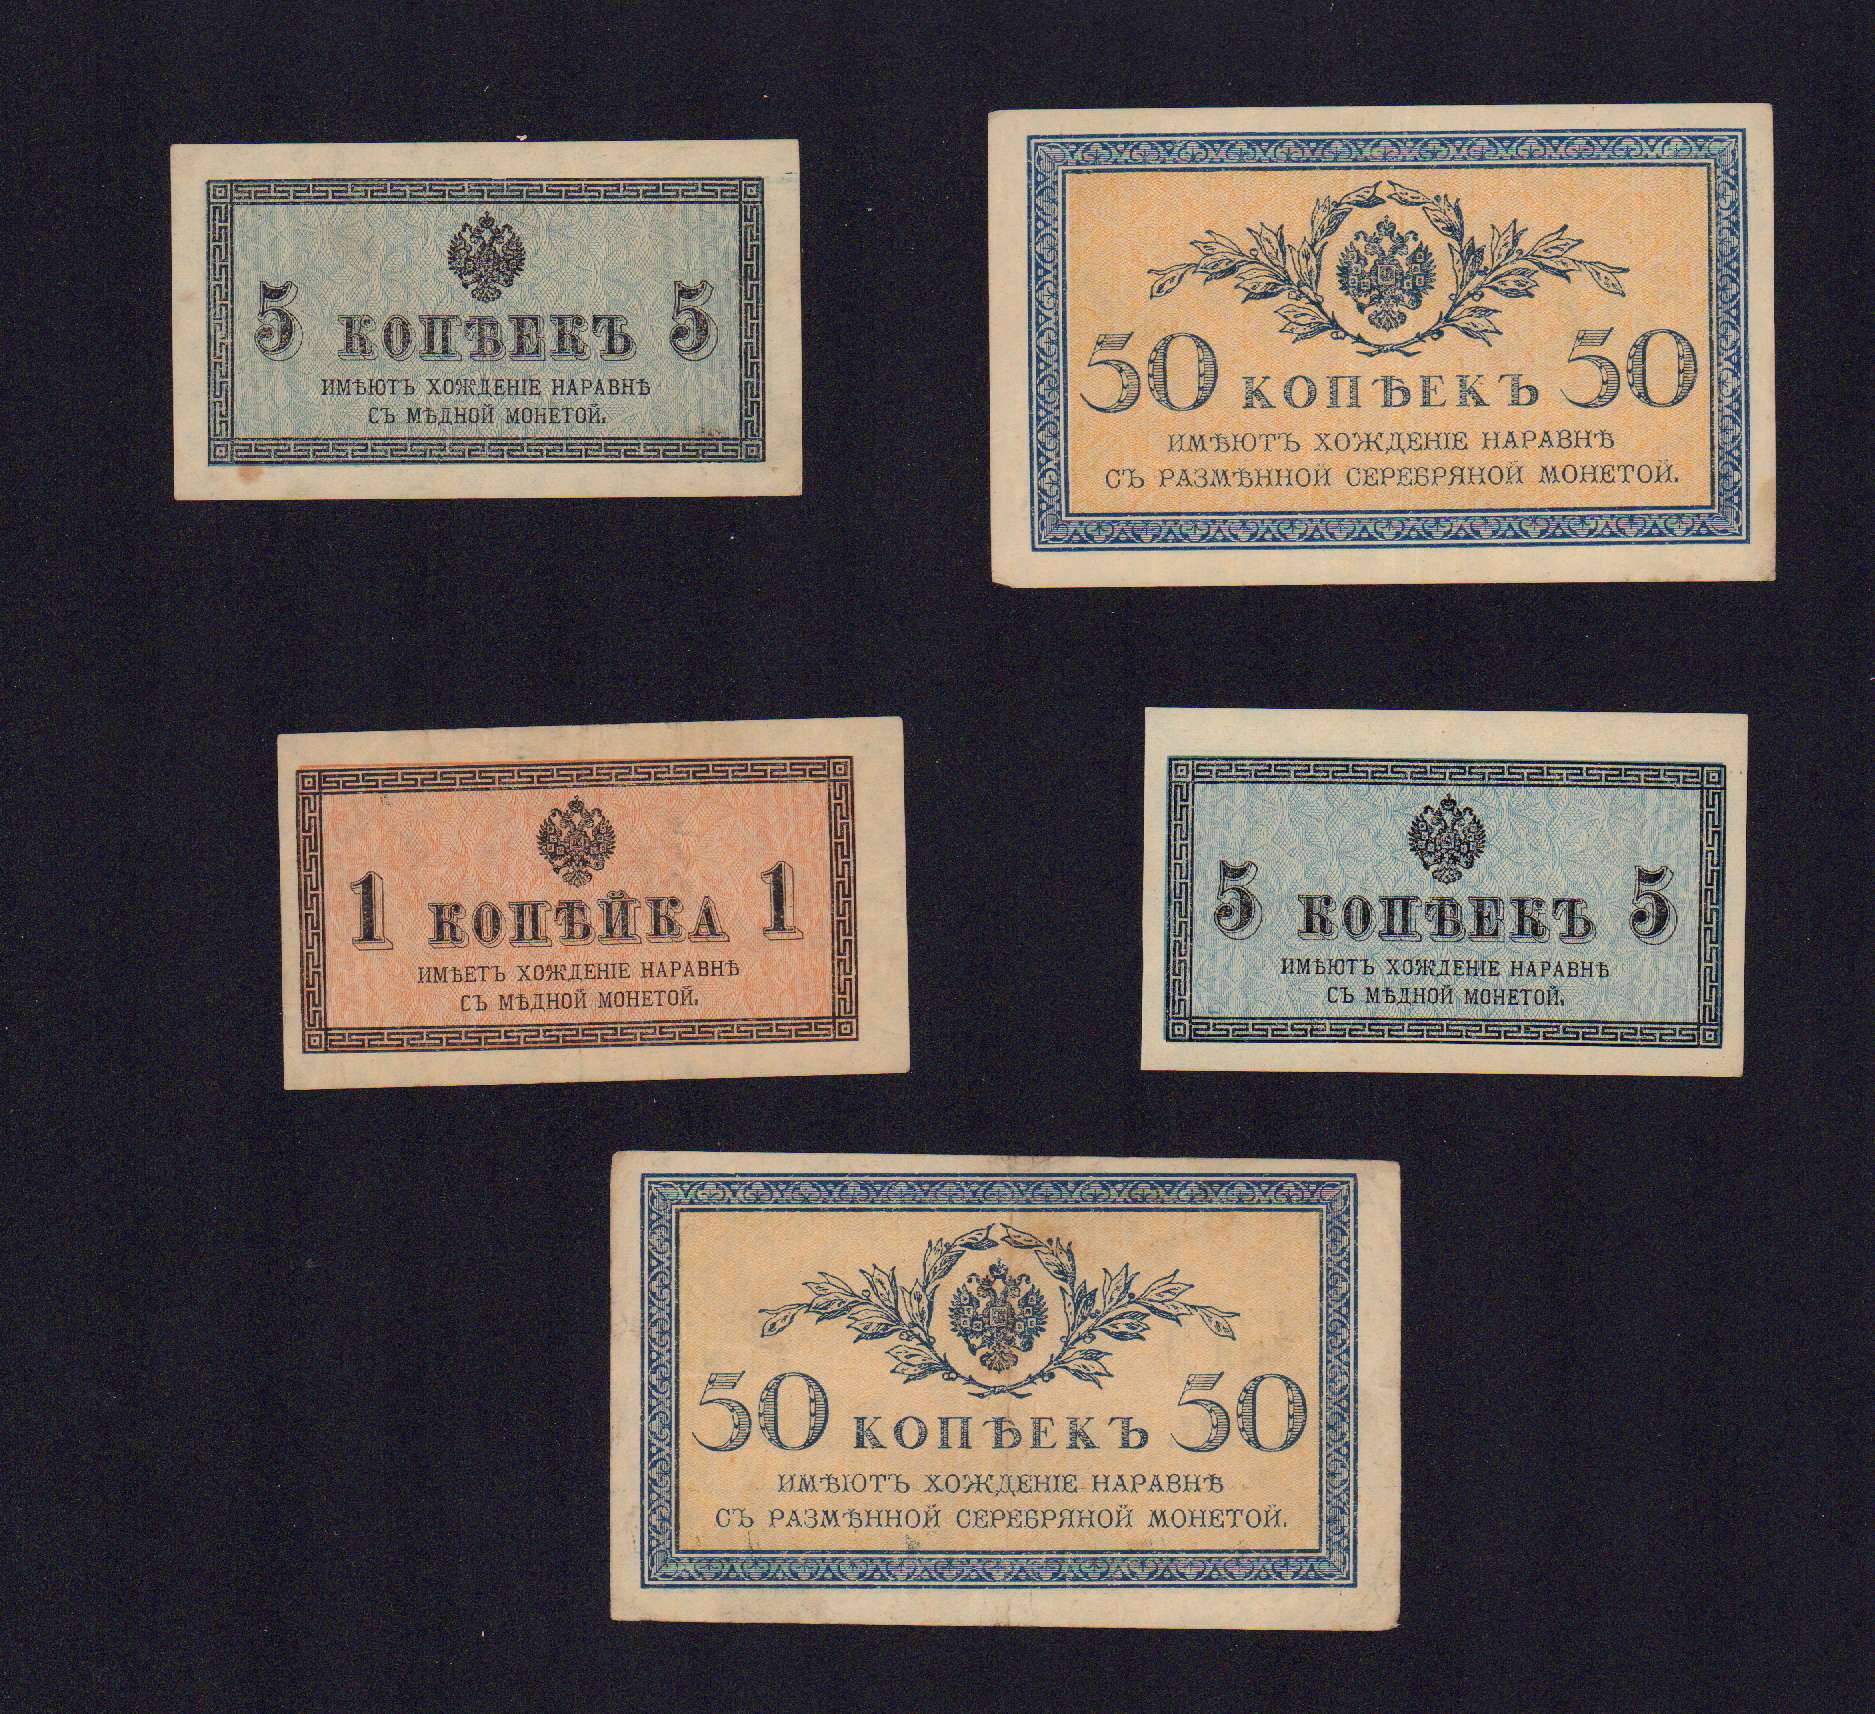 5 КОПѢЕКЪ 5
ИМѢЮТЪ ХОЖДЕНІЕ НАРАВНѢ
СЪ МѢДНОЙ МОНЕТОЙ.
50 КОПѢЕКЪ 50
ИМѢЮТЪ ХОЖДЕНІЕ НАРАВНѢ
СЪ РАЗМѢННОЙ СЕРЕБРЯНОЙ МОНЕТОЙ.
1 КОПѢЙКА 1
ИМѢЕТЪ ХОЖДЕНІЕ НАРАВНѢ
СЪ МѢДНОЙ МОНЕТОЙ.
5 КОПѢЕКЪ 5
ИМѢЮТЪ ХОЖДЕНІЕ НАРАВНѢ
СЪ МѢДНОЙ МОНЕТОЙ.
50 КОПѢЕКЪ 50
ИМѢЮТЪ ХОЖДЕНІЕ НАРАВНѢ
СЪ РАЗМѢННОЙ СЕРЕБРЯНОЙ МОНЕТОЙ.